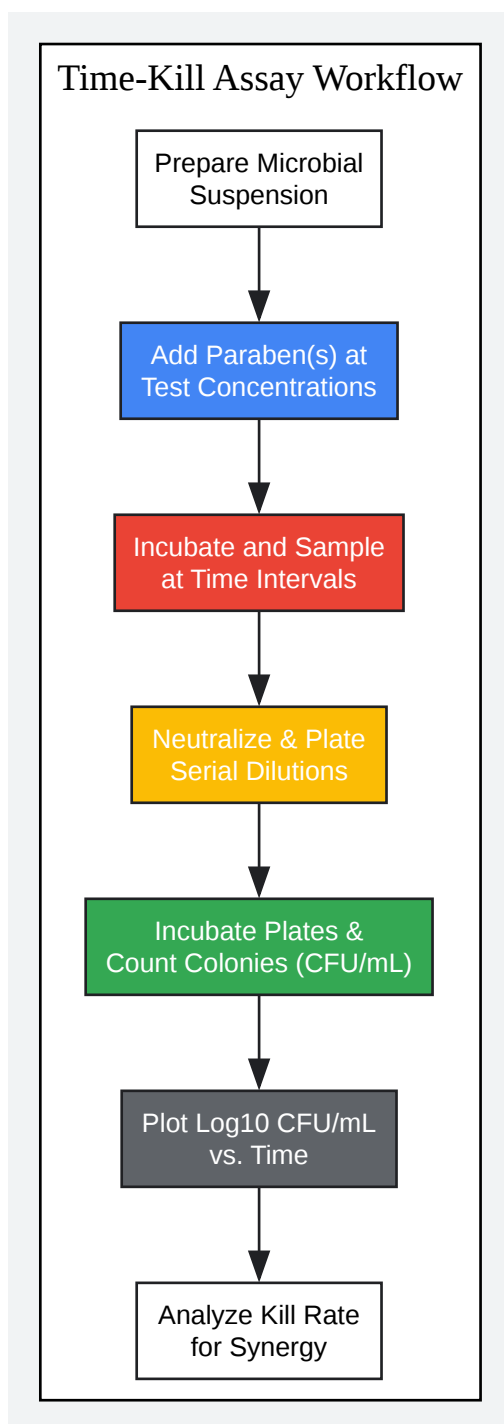 Time-Kill Assay Workflow
Prepare Microbial
Suspension
Add Paraben(s) at
Test Concentrations
Incubate and Sample
at Time Intervals
Neutralize & Plate
Serial Dilutions
Incubate Plates &
Count Colonies (CFU/mL)
Plot Log10 CFU/mL
vs. Time
Analyze Kill Rate
for Synergy